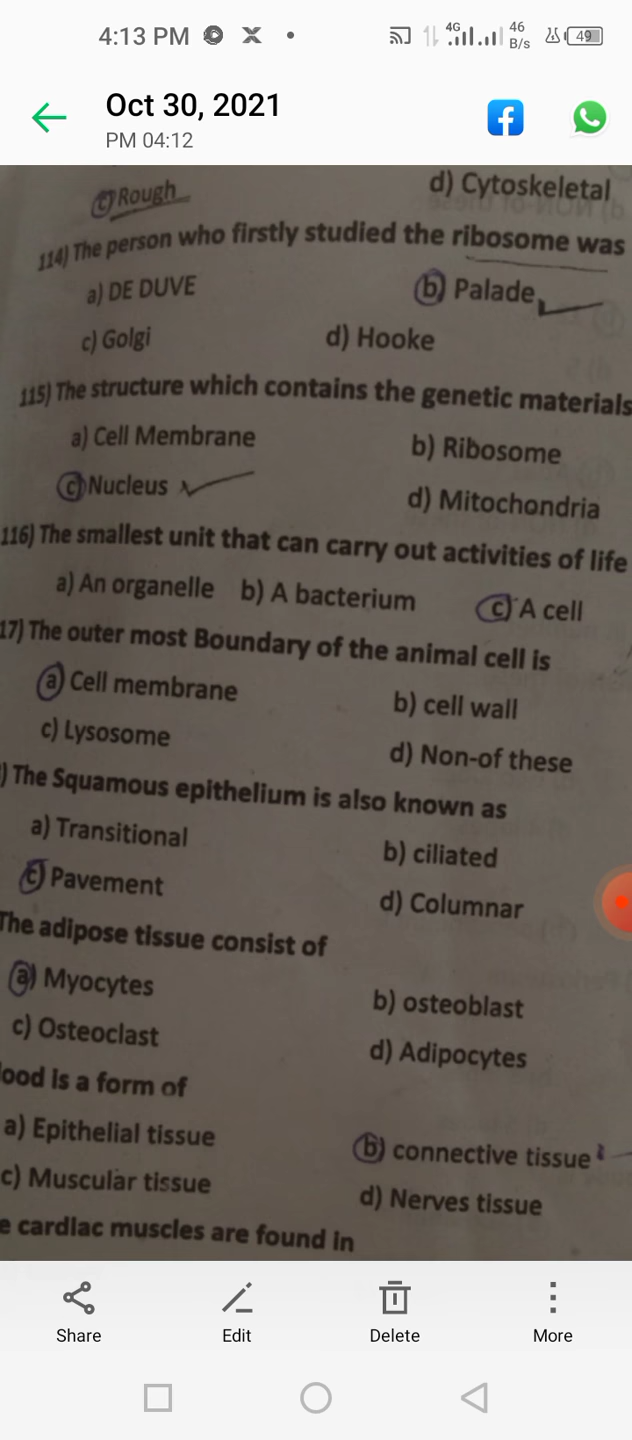 4:13 PM 4G 46 B/s 49
Oct 30, 2021
PM 04:12
c) Rough d) Cytoskeletal
114) The person who firstly studied the ribosome was
a) DE DUVE b) Palade
c) Golgi d) Hooke
115) The structure which contains the genetic materials
a) Cell Membrane b) Ribosome
c) Nucleus d) Mitochondria
116) The smallest unit that can carry out activities of life
a) An organelle b) A bacterium c) A cell
17) The outer most Boundary of the animal cell is
a) Cell membrane b) cell wall
c) Lysosome d) Non-of these
) The Squamous epithelium is also known as
a) Transitional b) ciliated
c) Pavement d) Columnar
The adipose tissue consist of
a) Myocytes b) osteoblast
c) Osteoclast d) Adipocytes
ood is a form of
a) Epithelial tissue b) connective tissue
c) Muscular tissue d) Nerves tissue
e cardiac muscles are found in
Share Edit Delete More